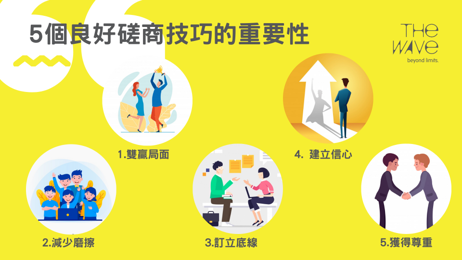 5個良好磋商技巧的重要性
THE
WAVE
beyond limits.
1.雙贏局面
2.減少磨擦
3.訂立底線
4. 建立信心
5.獲得尊重